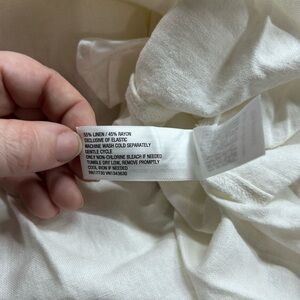 55% LINEN / 45% RAYON
EXCLUSIVE OF ELASTIC
MACHINE WASH COLD SEPARATELY
GENTLE CYCLE
ONLY NON-CHLORINE BLEACH IF NEEDED
TUMBLE DRY LOW, REMOVE PROMPTLY
COOL IRON IF NEEDED